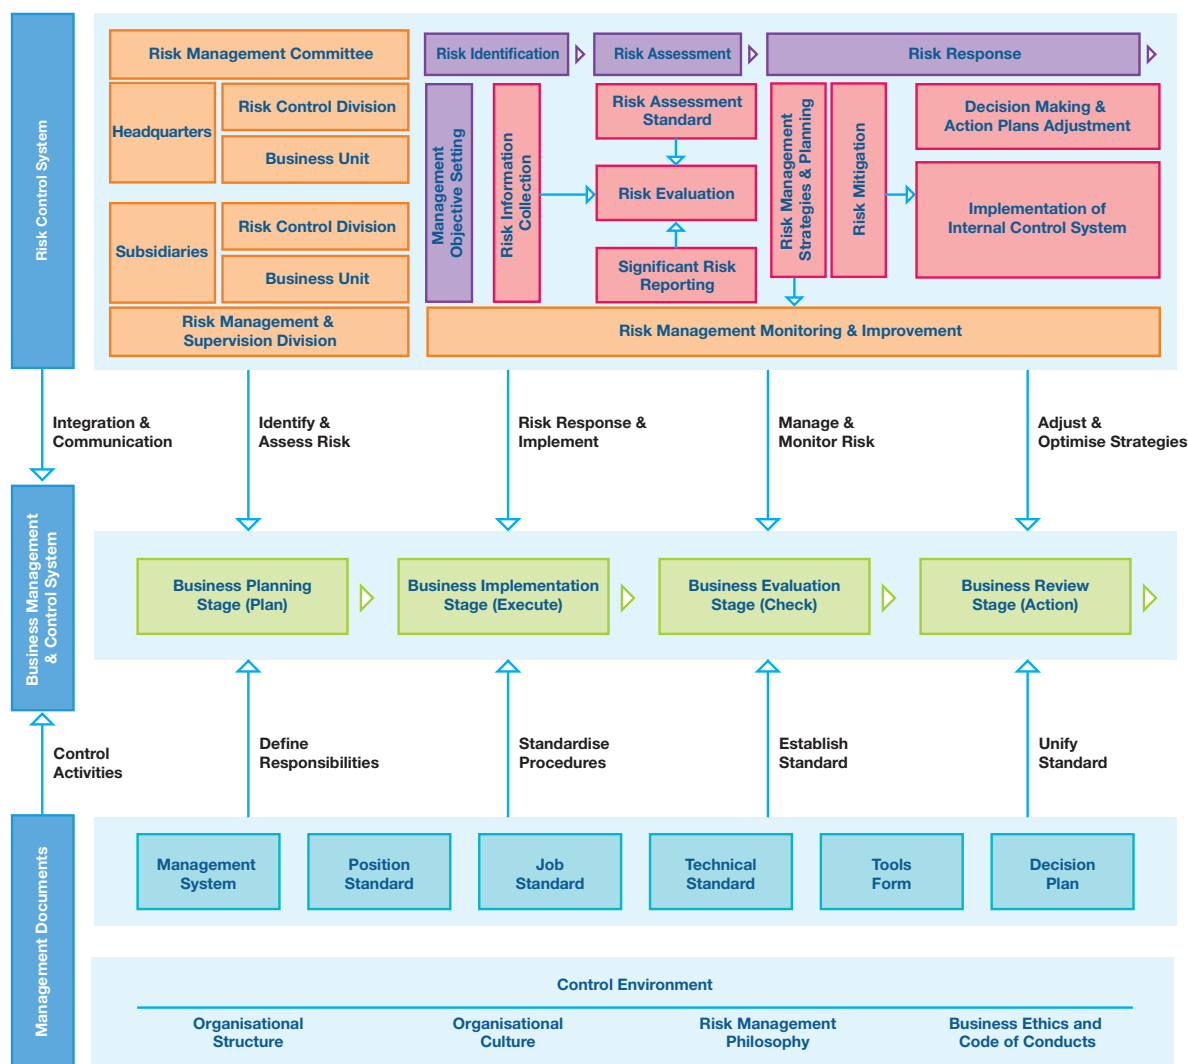 Risk Control System
Risk Management Committee
Headquarters
Risk Control Division
Business Unit
Subsidiaries
Risk Control Division
Business Unit
Risk Management &
Supervision Division
Risk Identification
Risk Assessment
Risk Response
Management
Objective Setting
Risk Information
Collection
Risk Assessment
Standard
Risk Evaluation
Significant Risk
Reporting
Risk Management
Strategies & Planning
Risk Mitigation
Decision Making &
Action Plans Adjustment
Implementation of
Internal Control System
Risk Management Monitoring & Improvement
Integration &
Communication
Identify &
Assess Risk
Risk Response &
Implement
Manage &
Monitor Risk
Adjust &
Optimise Strategies
Business Management
& Control System
Business Planning
Stage (Plan)
Business Implementation
Stage (Execute)
Business Evaluation
Stage (Check)
Business Review
Stage (Action)
Control
Activities
Define
Responsibilities
Standardise
Procedures
Establish
Standard
Unify
Standard
Management Documents
Management
System
Position
Standard
Job
Standard
Technical
Standard
Tools
Form
Decision
Plan
Control Environment
Organisational
Structure
Organisational
Culture
Risk Management
Philosophy
Business Ethics and
Code of Conducts